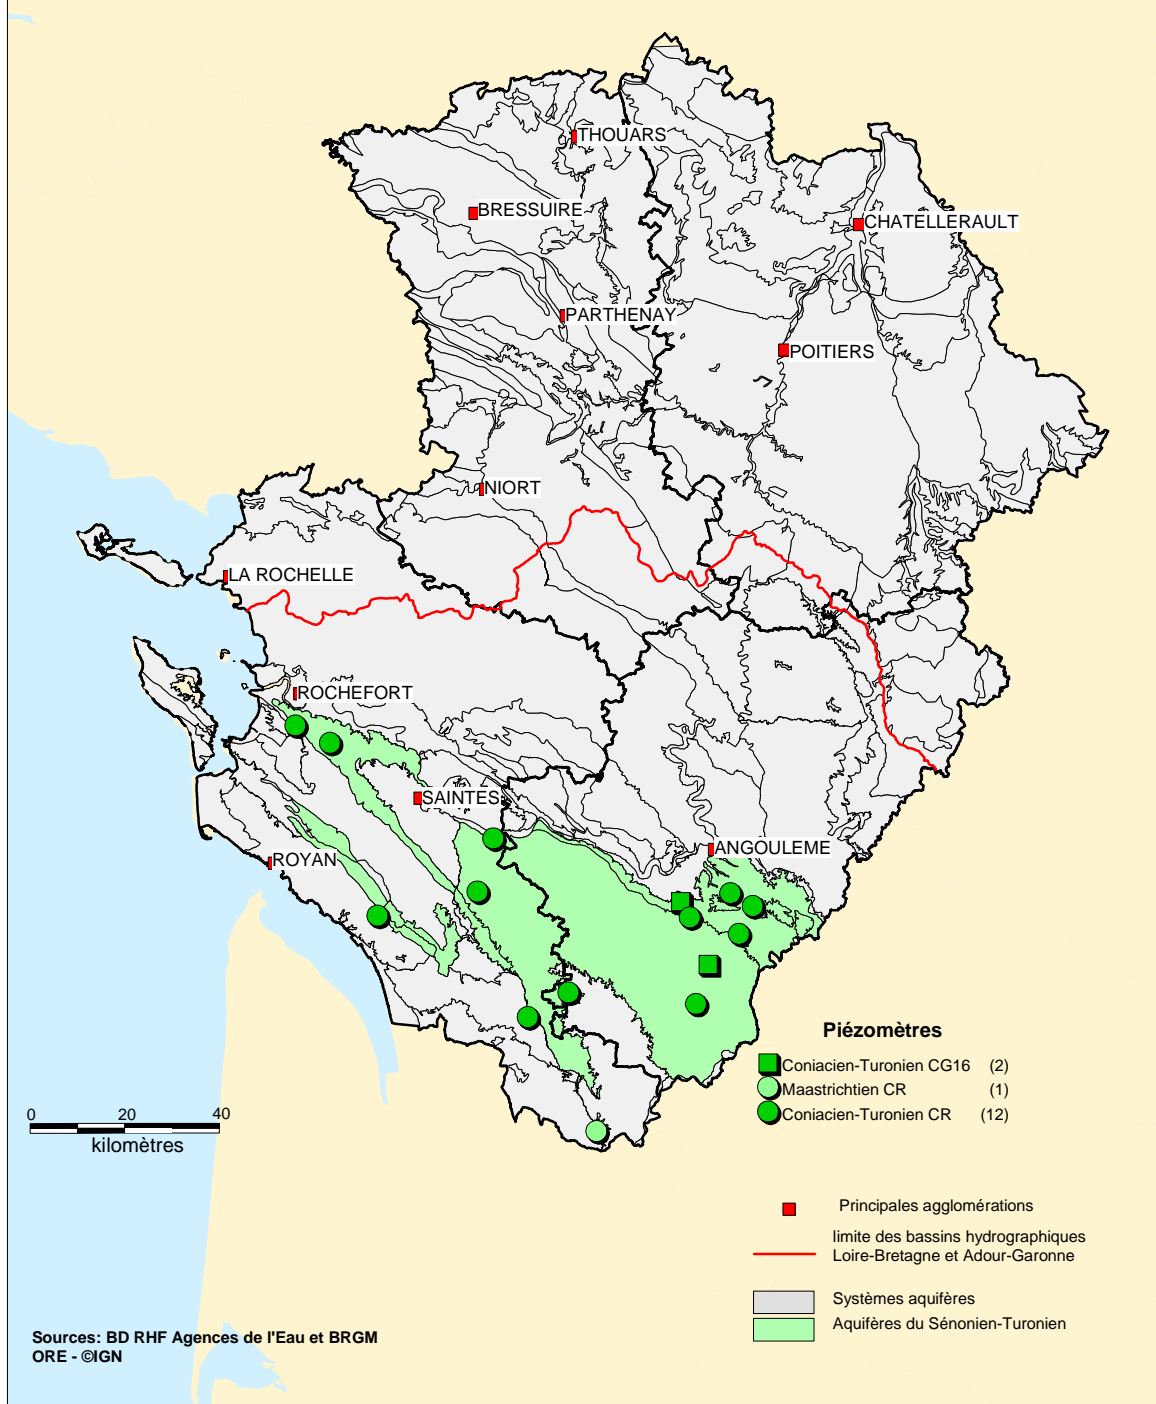 THOUARS
BRESSUIRE
CHATELLERAULT
PARTHENAY
POITIERS
NIORT
LA ROCHELLE
ROCHEFORT
SAINTES
ANGOULEME
ROYAN
Piézomètres
Coniacien-Turonien CG16 (2)
Maastrichtien CR (1)
Coniacien-Turonien CR (12)
0 20 40
kilomètres
Principales agglomérations
limite des bassins hydrographiques
Loire-Bretagne et Adour-Garonne
Systèmes aquifères
Aquifères du Sénonien-Turonien
Sources: BD RHF Agences de l'Eau et BRGM
ORE - ©IGN